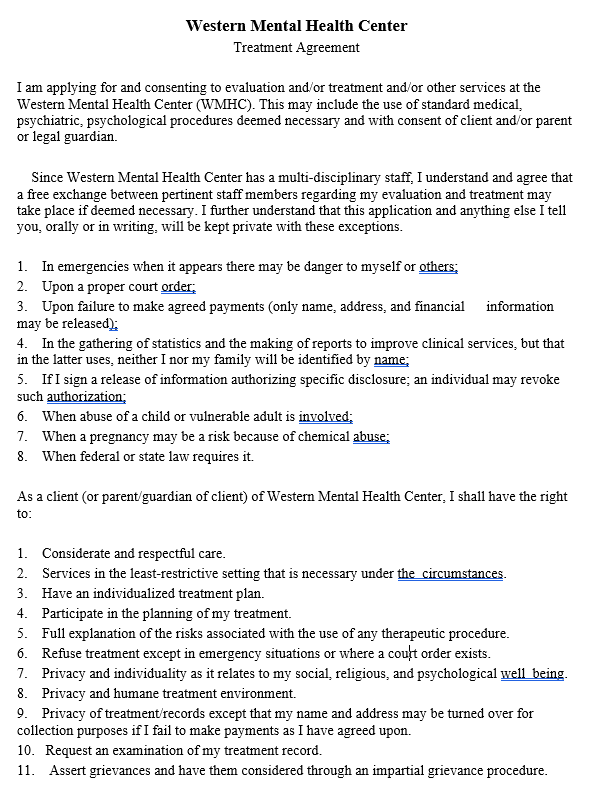 Western Mental Health Center
Treatment Agreement
I am applying for and consenting to evaluation and/or treatment and/or other services at the
Western Mental Health Center (WMHC). This may include the use of standard medical,
psychiatric, psychological procedures deemed necessary and with consent of client and/or parent
or legal guardian.
Since Western Mental Health Center has a multi-disciplinary staff, I understand and agree that
a free exchange between pertinent staff members regarding my evaluation and treatment may
take place if deemed necessary. I further understand that this application and anything else I tell
you, orally or in writing, will be kept private with these exceptions.
1. In emergencies when it appears there may be danger to myself or others;
2. Upon a proper court order;
3. Upon failure to make agreed payments (only name, address, and financial information
may be released);
4. In the gathering of statistics and the making of reports to improve clinical services, but that
in the latter uses, neither I nor my family will be identified by name;
5. If I sign a release of information authorizing specific disclosure; an individual may revoke
such authorization;
6. When abuse of a child or vulnerable adult is involved;
7. When a pregnancy may be a risk because of chemical abuse;
8. When federal or state law requires it.
As a client (or parent/guardian of client) of Western Mental Health Center, I shall have the right
to:
1. Considerate and respectful care.
2. Services in the least-restrictive setting that is necessary under the circumstances.
3. Have an individualized treatment plan.
4. Participate in the planning of my treatment.
5. Full explanation of the risks associated with the use of any therapeutic procedure.
6. Refuse treatment except in emergency situations or where a court order exists.
7. Privacy and individuality as it relates to my social, religious, and psychological well being.
8. Privacy and humane treatment environment.
9. Privacy of treatment/records except that my name and address may be turned over for
collection purposes if I fail to make payments as I have agreed upon.
10. Request an examination of my treatment record.
11. Assert grievances and have them considered through an impartial grievance procedure.